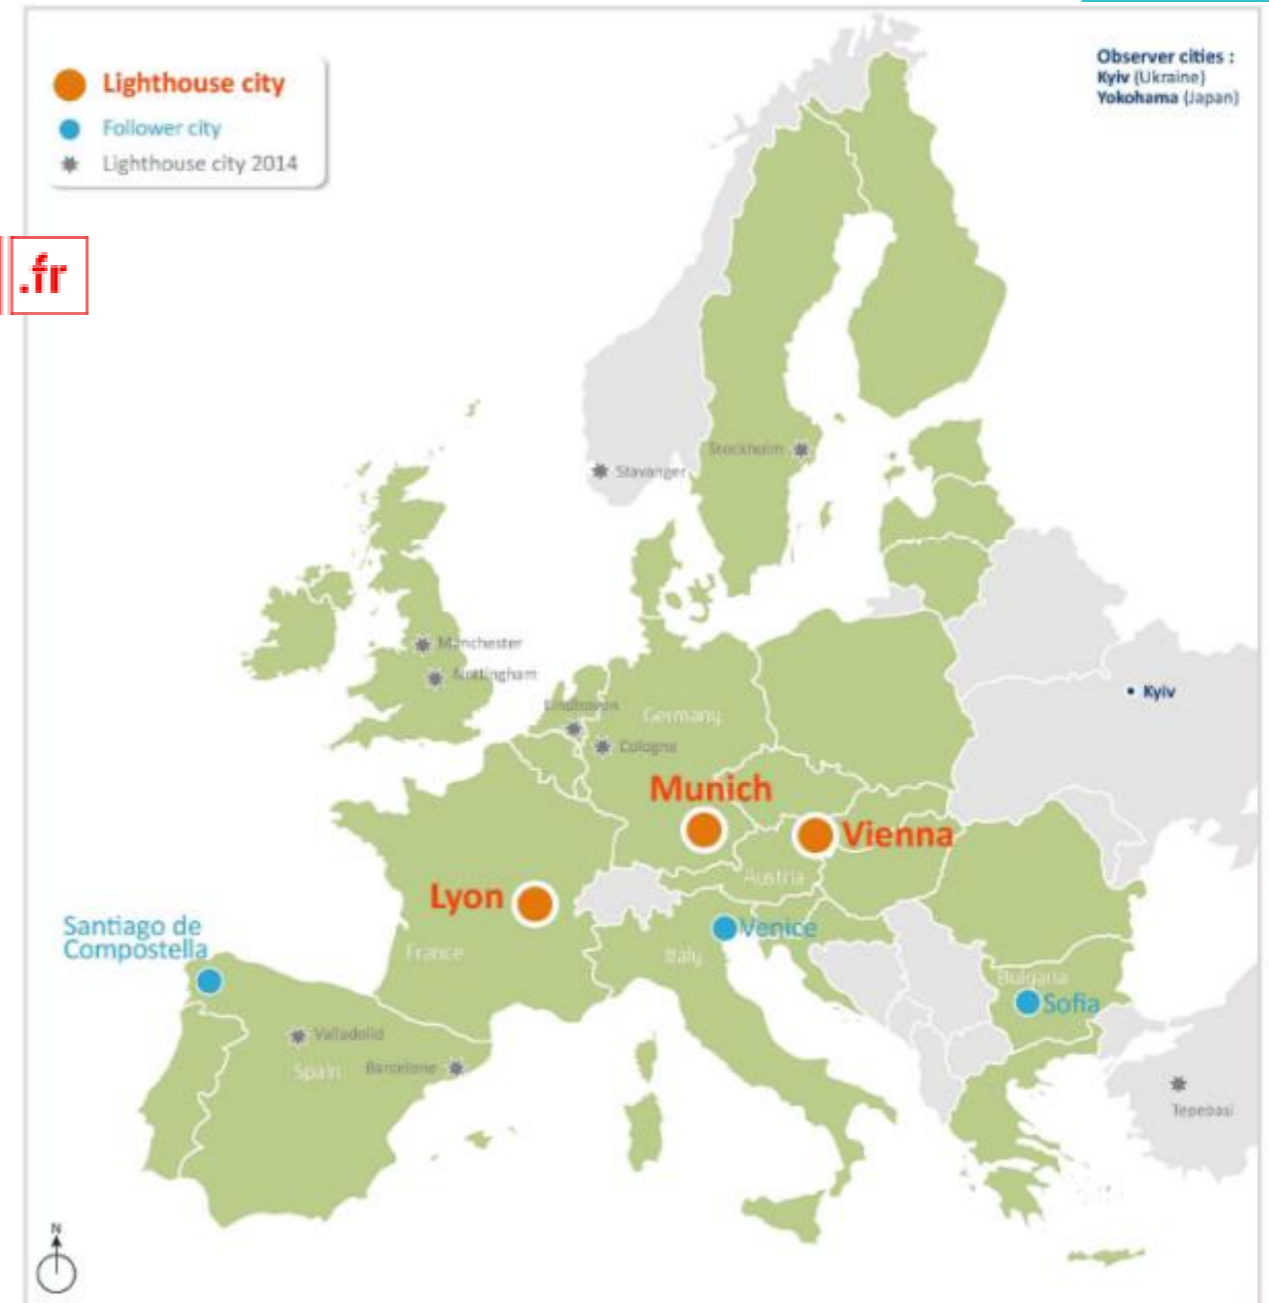 Observer cities :
Kyiv (Ukraine)
Yokohama (Japan)
Lighthouse city
Follower city
Lighthouse city 2014
.fr
Stockholm
Stavanger
Manchester
Nottingham
Eindhoven
Germany
Cologne
Kyiv
Munich
Vienna
Austria
Lyon
Santiago de
Compostella
Venice
France
Italy
Bulgaria
Sofia
Valladolid
Spain
Barcelone
Tepebasi
N